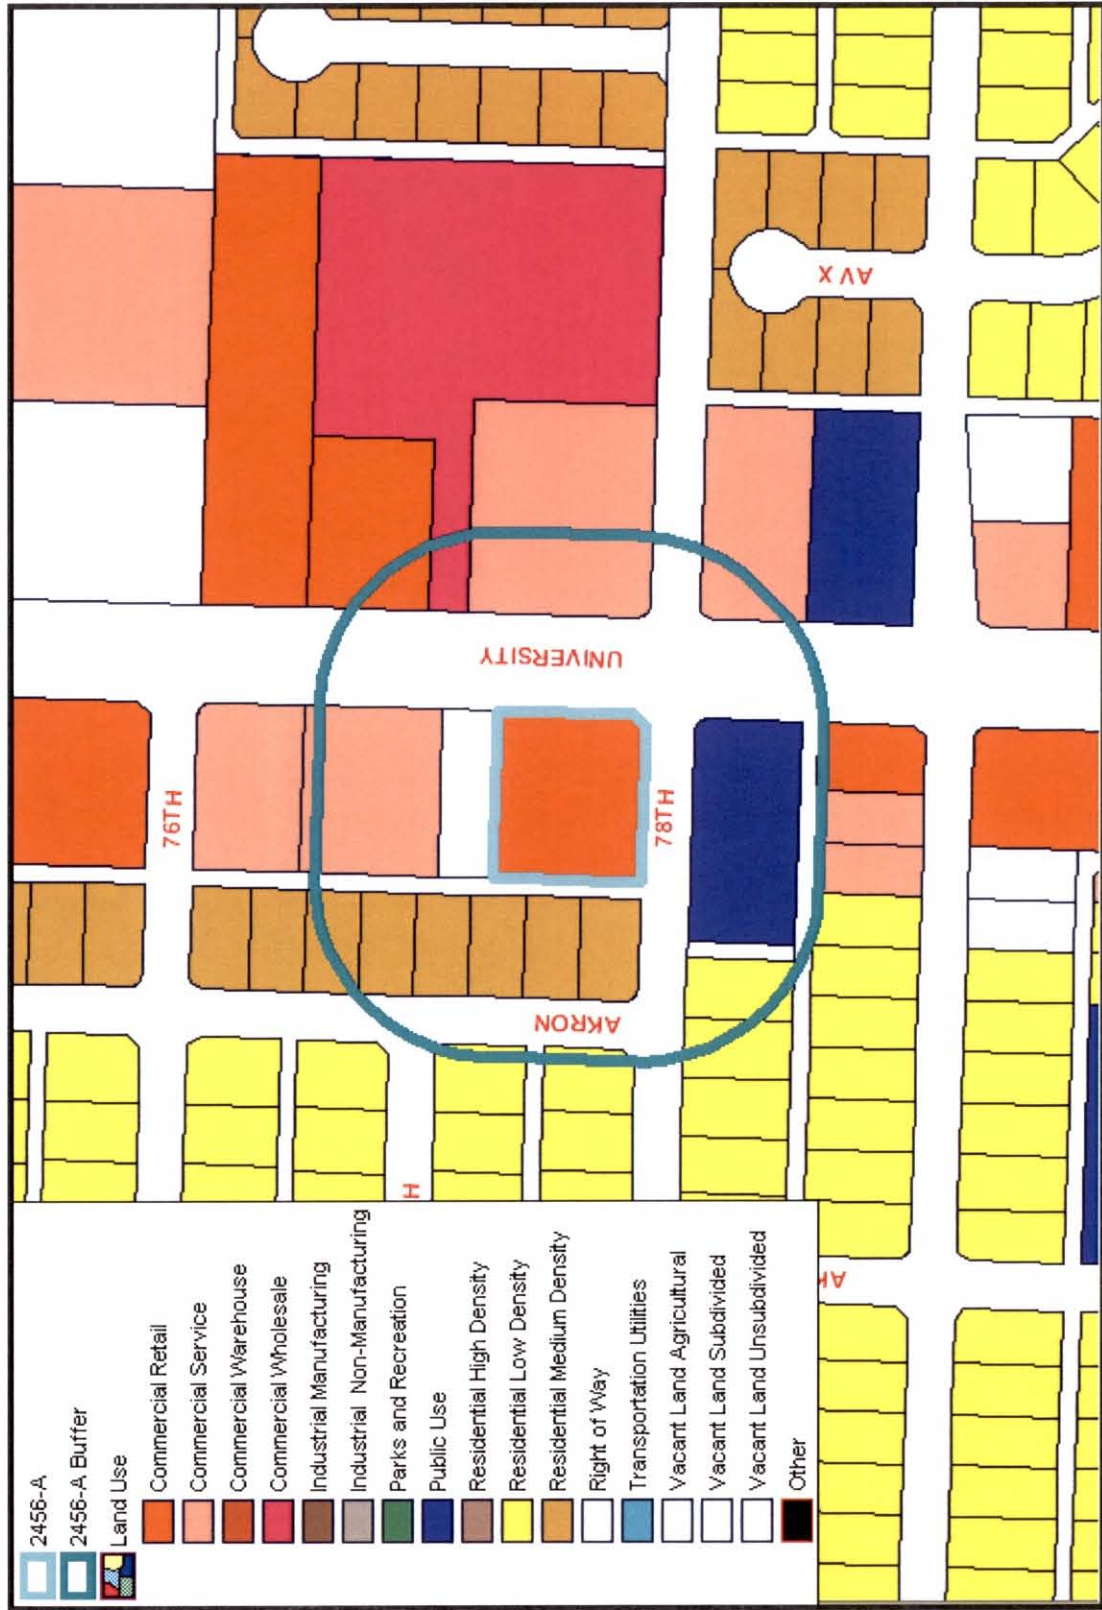 2456-A
2456-A Buffer
Land Use
Commercial Retail
Commercial Service
Commercial Warehouse
Commercial Wholesale
Industrial Manufacturing
Industrial Non-Manufacturing
Parks and Recreation
Public Use
Residential High Density
Residential Low Density
Residential Medium Density
Right of Way
Transportation Utilities
Vacant Land Agricultural
Vacant Land Subdivided
Vacant Land Unsubdivided
Other
76TH
78TH
UNIVERSITY
AKRON
AV X
H